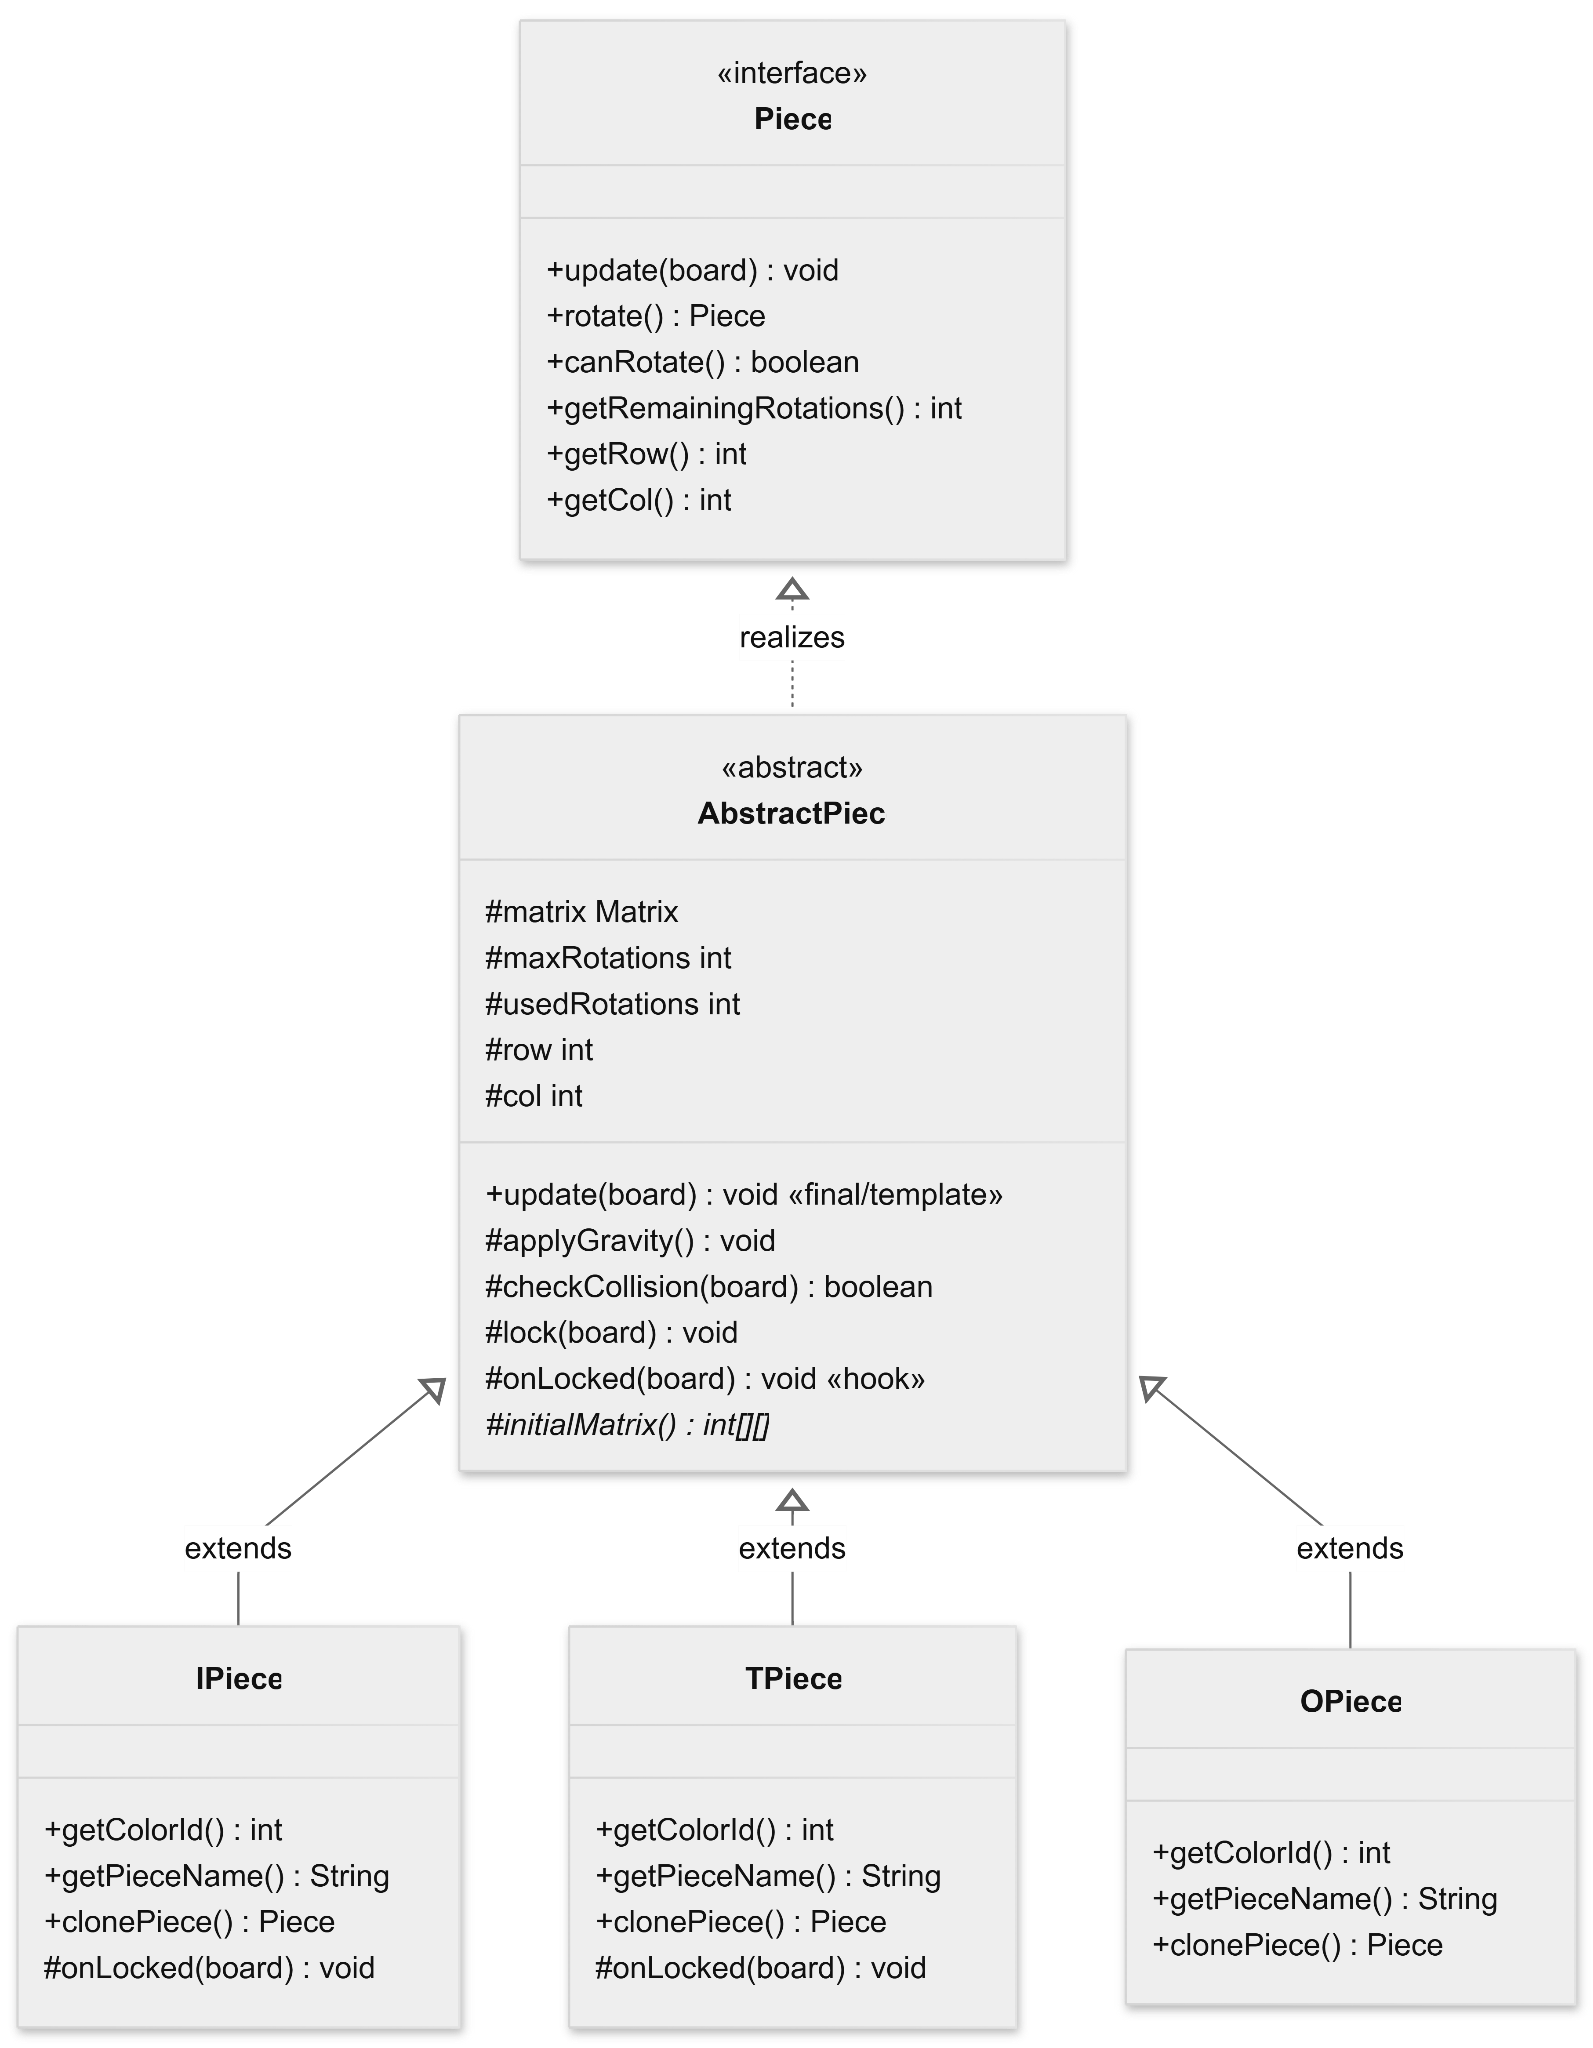 «interface»
Piece
+update(board) : void
+rotate() : Piece
+canRotate() : boolean
+getRemainingRotations() : int
+getRow() : int
+getCol() : int
realizes
«abstract»
AbstractPiec
#matrix Matrix
#maxRotations int
#usedRotations int
#row int
#col int
+update(board) : void «final/template»
#applyGravity() : void
#checkCollision(board) : boolean
#lock(board) : void
#onLocked(board) : void «hook»
#initialMatrix() : int[][]
extends
extends
extends
IPiece
+getColorId() : int
+getPieceName() : String
+clonePiece() : Piece
#onLocked(board) : void
TPiece
+getColorId() : int
+getPieceName() : String
+clonePiece() : Piece
#onLocked(board) : void
OPiece
+getColorId() : int
+getPieceName() : String
+clonePiece() : Piece